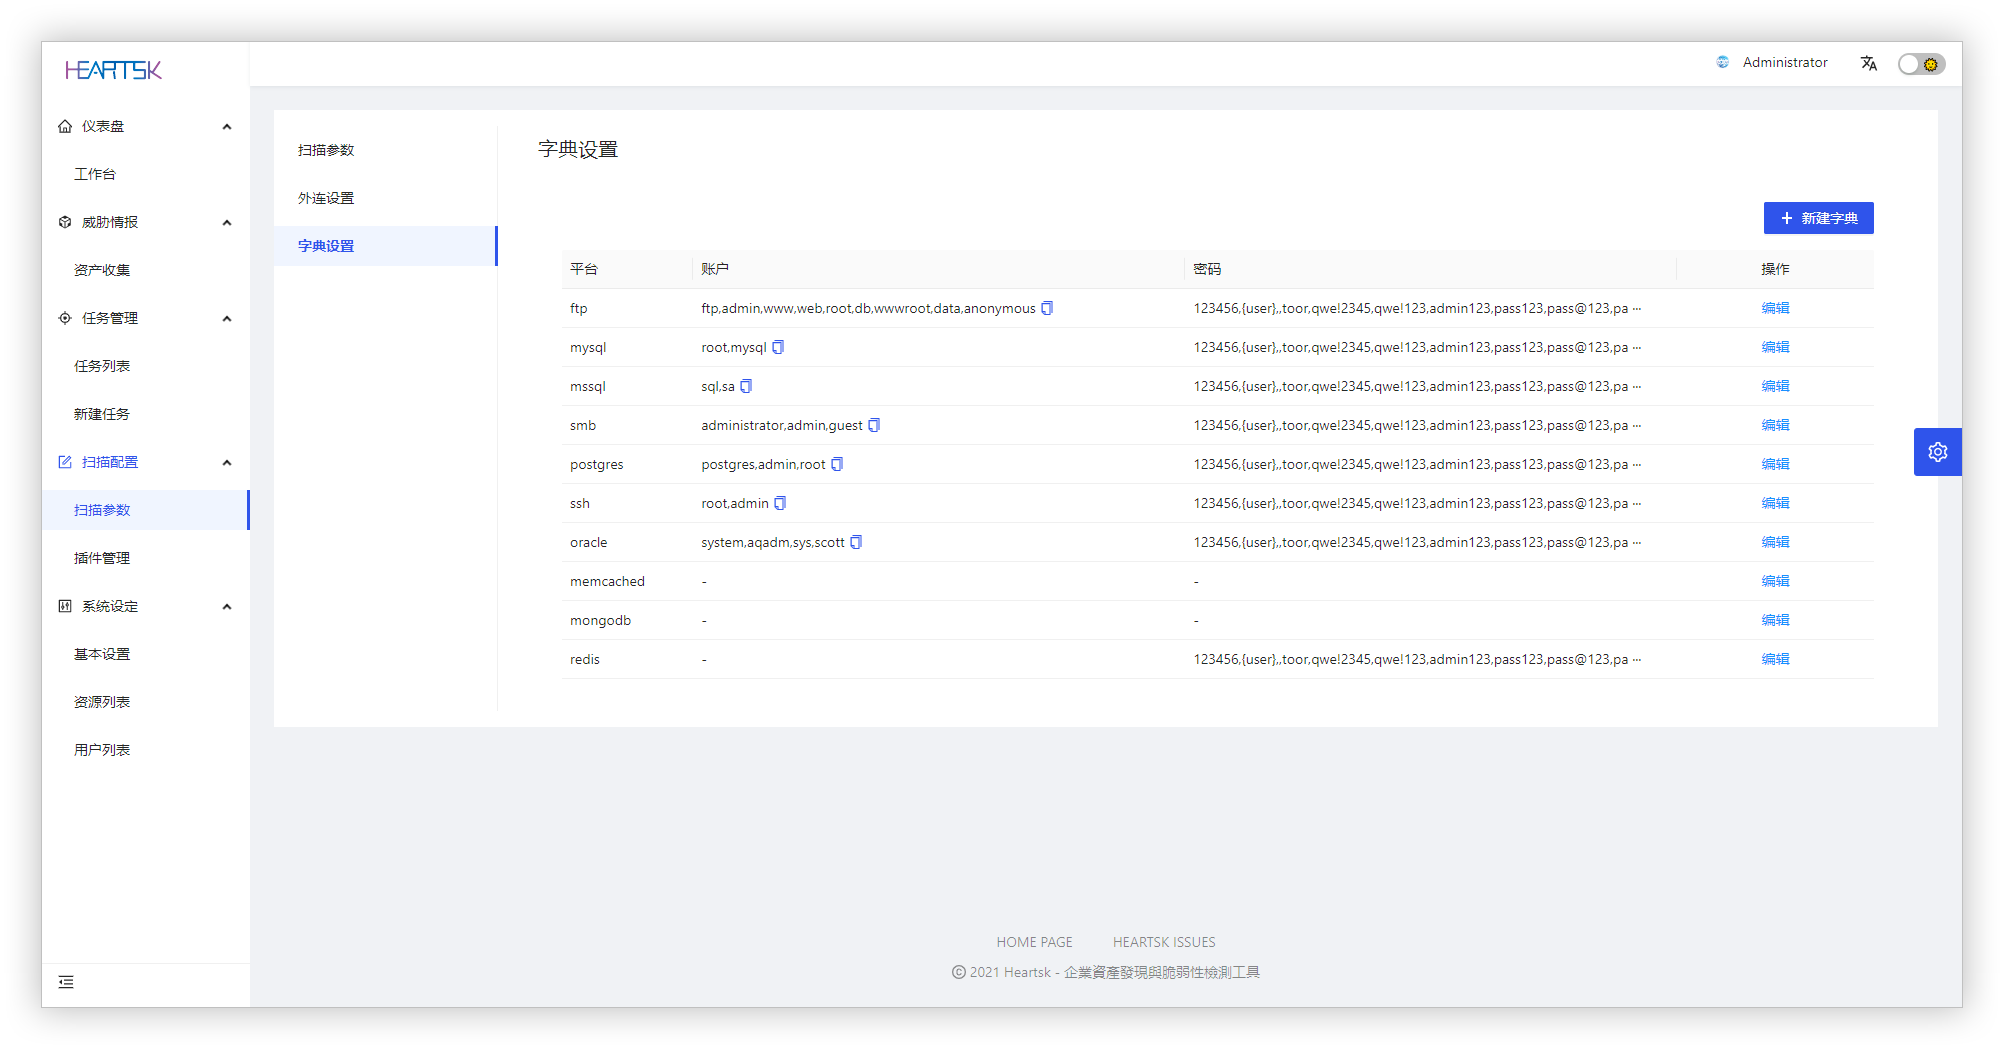 HEARTSK
Administrator
仪表盘
工作台
威胁情报
资产收集
任务管理
任务列表
新建任务
扫描配置
扫描参数
插件管理
系统设定
基本设置
资源列表
用户列表
扫描参数
外连设置
字典设置
字典设置
新建字典
平台 账户 密码 操作
ftp ftp,admin,www,web,root,db,wwwroot,data,anonymous 123456,{user},,toor,qwe!2345,qwe!123,admin123,pass123,pass@123,pa ... 编辑
mysql root,mysql 123456,{user},,toor,qwe!2345,qwe!123,admin123,pass123,pass@123,pa ... 编辑
mssql sql,sa 123456,{user},,toor,qwe!2345,qwe!123,admin123,pass123,pass@123,pa ... 编辑
smb administrator,admin,guest 123456,{user},,toor,qwe!2345,qwe!123,admin123,pass123,pass@123,pa ... 编辑
postgres postgres,admin,root 123456,{user},,toor,qwe!2345,qwe!123,admin123,pass123,pass@123,pa ... 编辑
ssh root,admin 123456,{user},,toor,qwe!2345,qwe!123,admin123,pass123,pass@123,pa ... 编辑
oracle system,aqadm,sys,scott 123456,{user},,toor,qwe!2345,qwe!123,admin123,pass123,pass@123,pa ... 编辑
memcached - - 编辑
mongodb - - 编辑
redis - 123456,{user},,toor,qwe!2345,qwe!123,admin123,pass123,pass@123,pa ... 编辑
HOME PAGE HEARTSK ISSUES
© 2021 Heartsk - 企業資產發現與脆弱性檢測工具